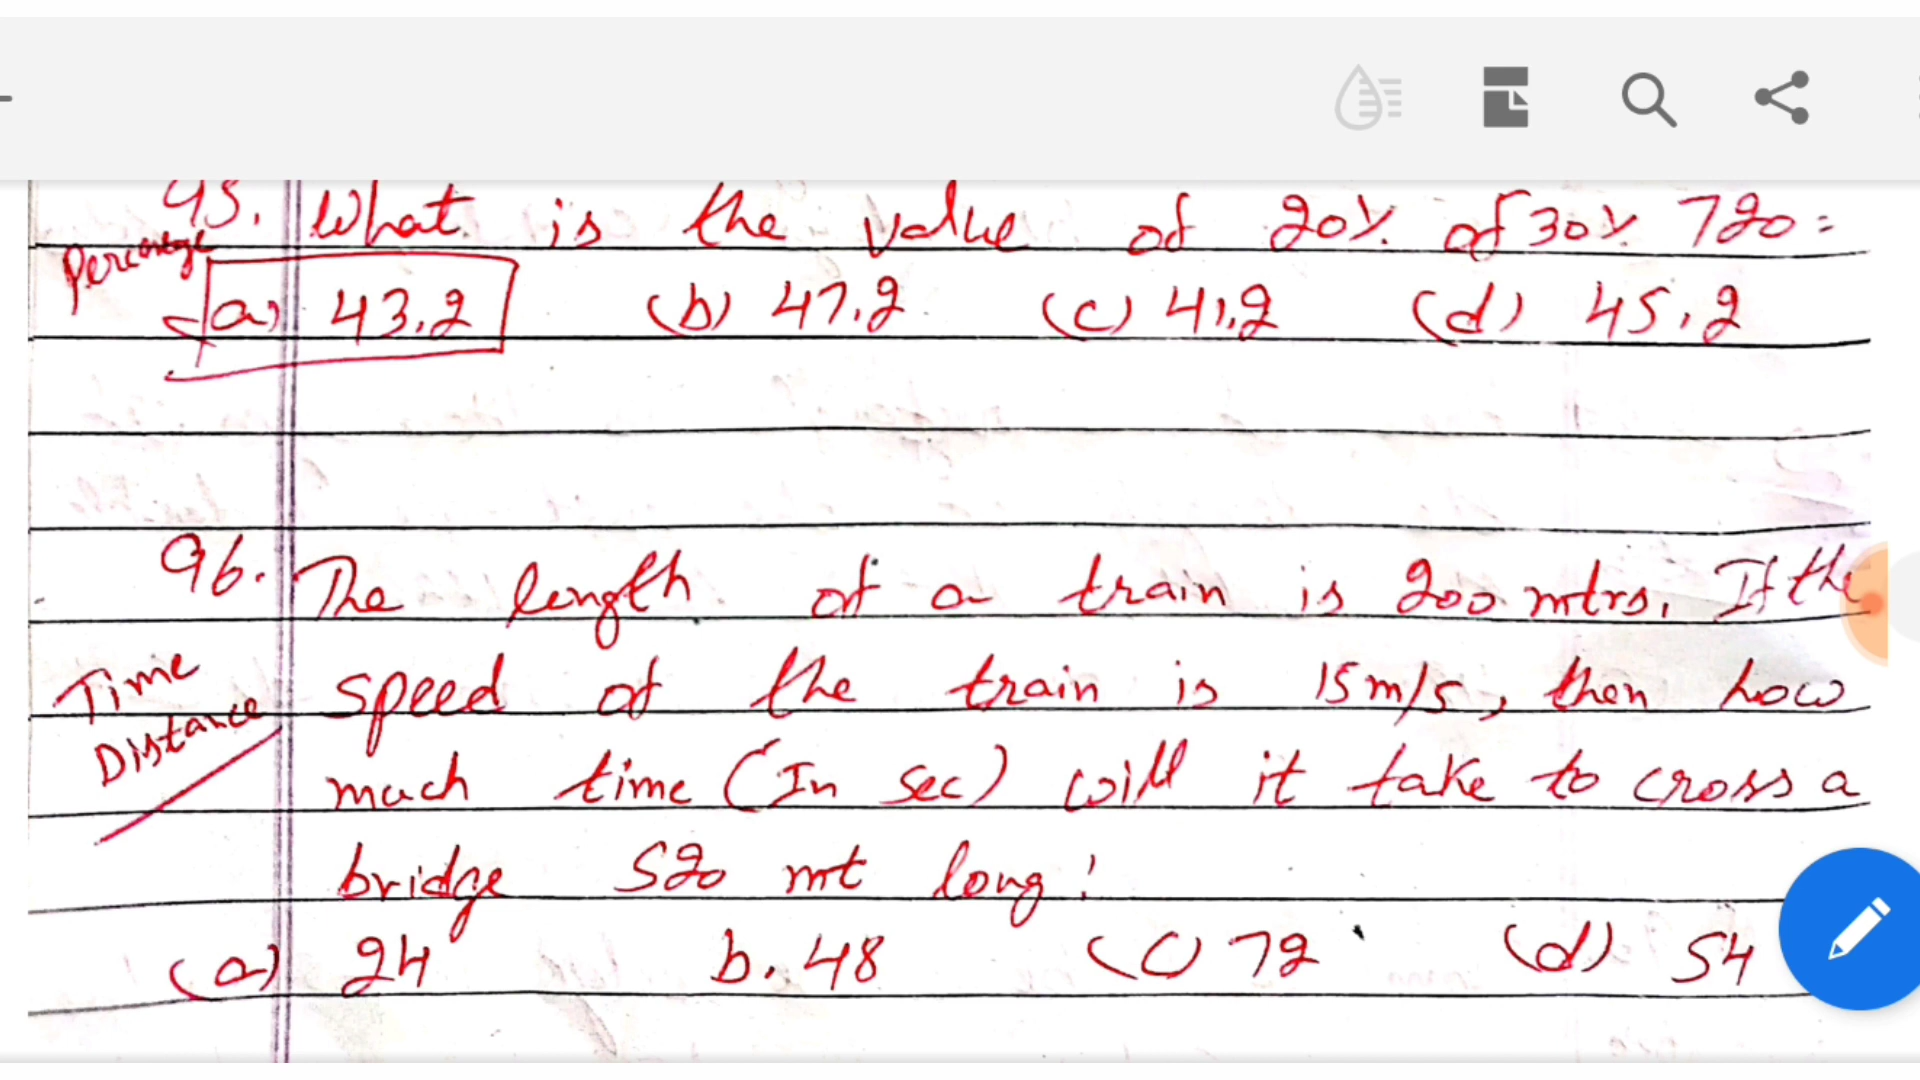 95. What is the value of 20% of 30% 720:
Percentage
(a) 43.2 (b) 47.2 (c) 41.2 (d) 45.2
96. The length of a train is 200 mtrs. If the
Time Distance
speed of the train is 15m/s, then how
much time (In sec) will it take to cross a
bridge 520 mt long:
(a) 24 b. 48 (c) 72 (d) 54